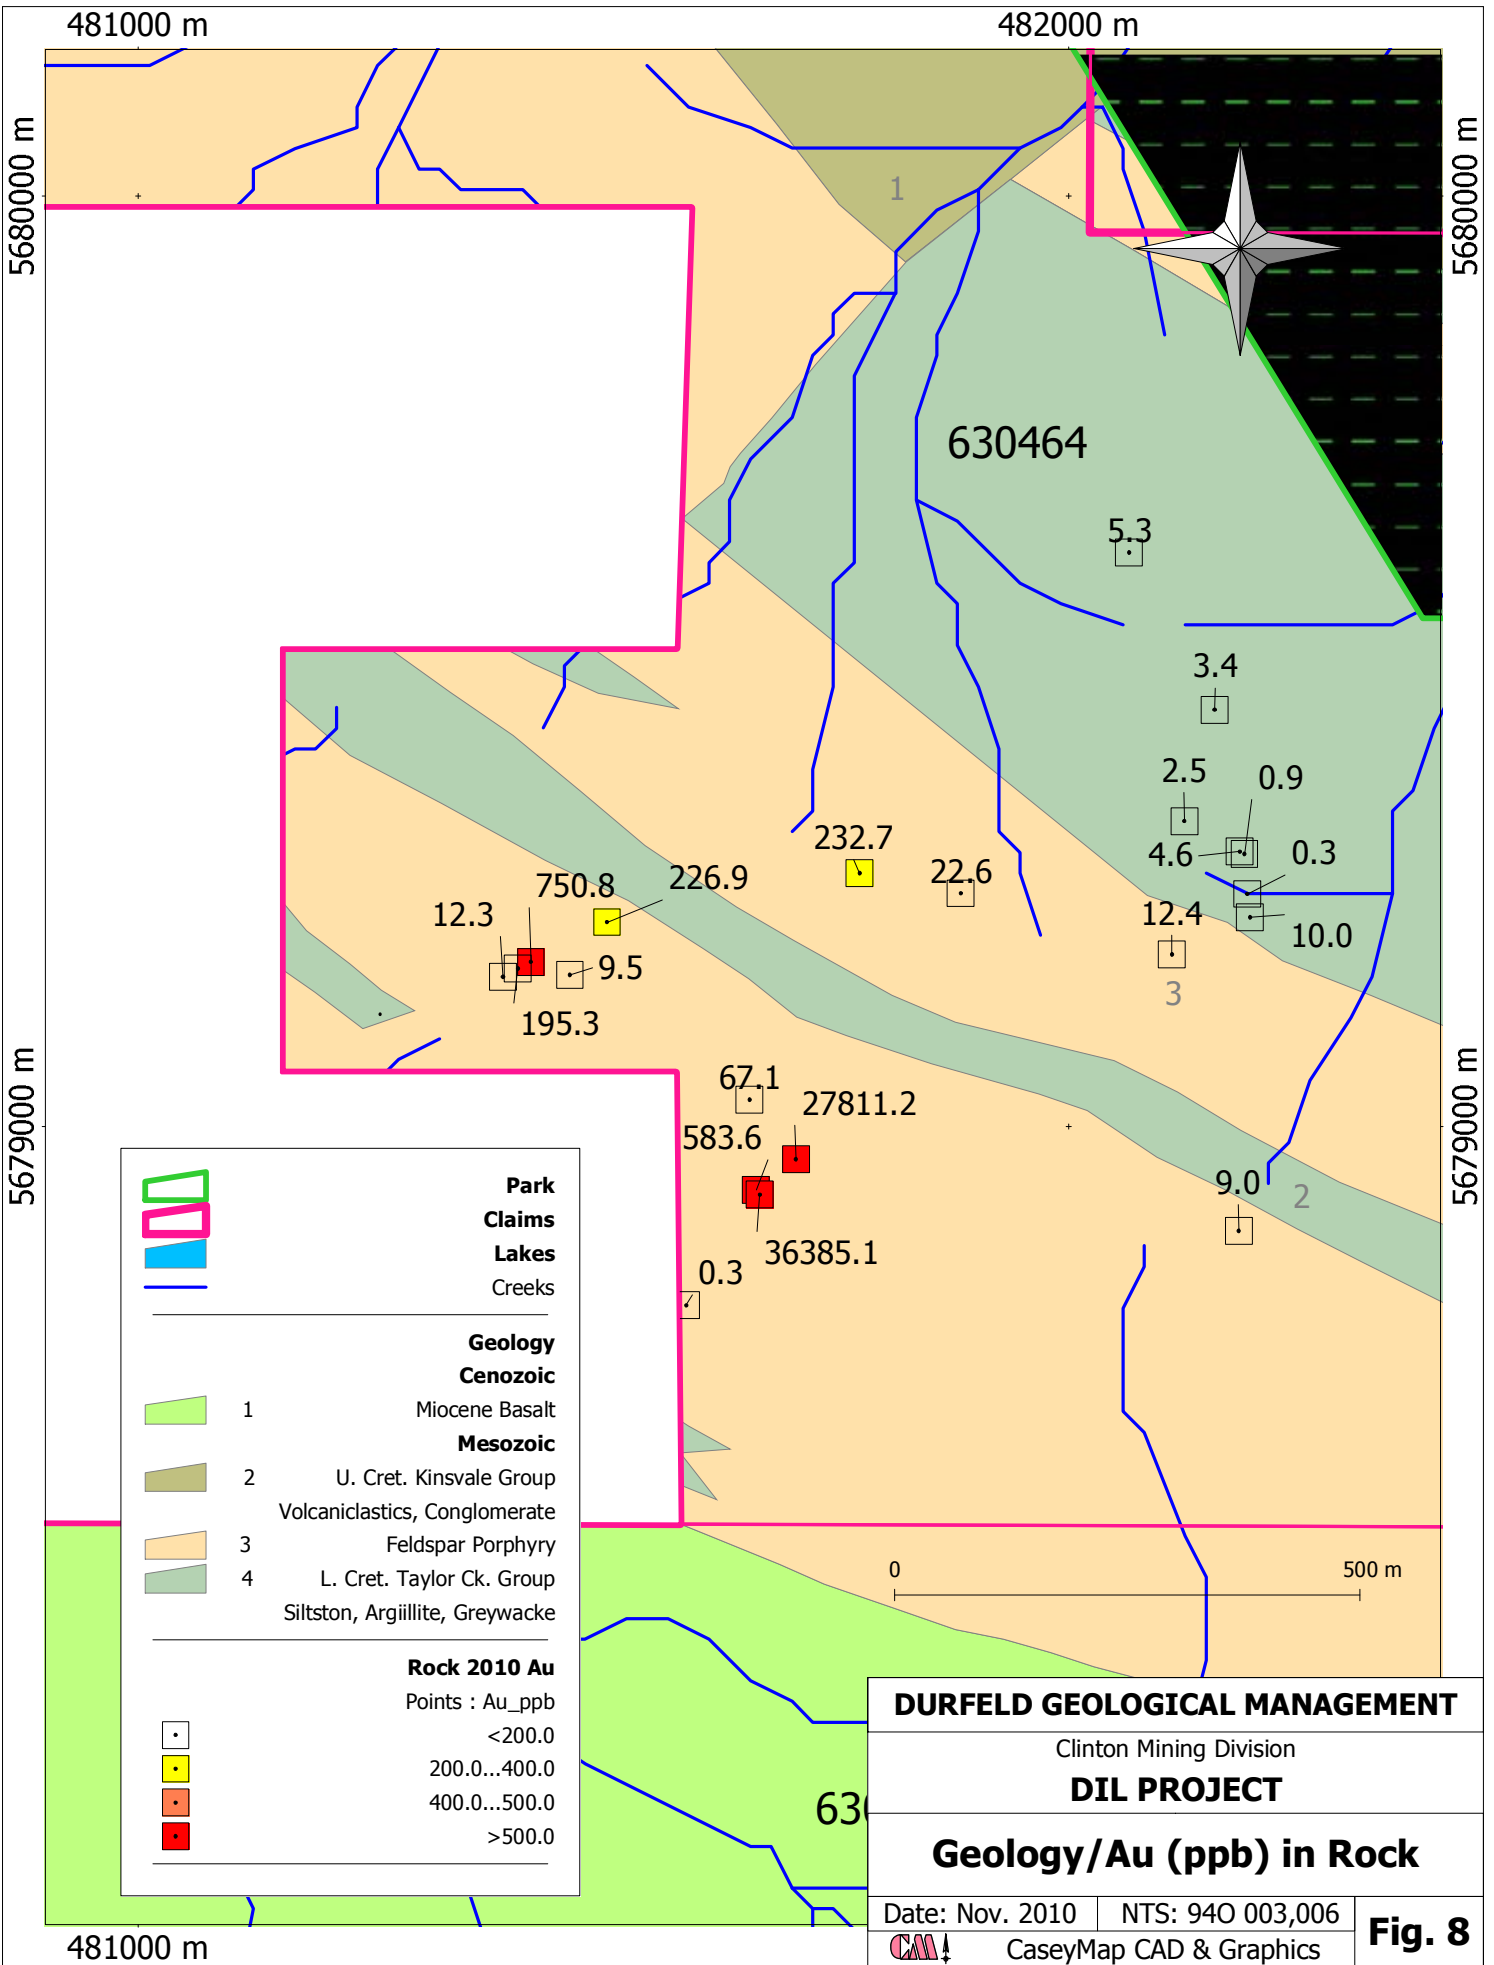 481000 m
482000 m
5680000 m
5680000 m
1
630464
5.3
3.4
2.5
0.9
232.7
4.6
0.3
750.8
226.9
22.6
12.3
12.4
10.0
9.5
3
195.3
67.1
27811.2
5679000 m
5679000 m
583.6
9.0
2
36385.1
0.3
Park
Claims
Lakes
Creeks
Geology
Cenozoic
1 Miocene Basalt
Mesozoic
2 U. Cret. Kinsvale Group
Volcaniclastics, Conglomerate
3 Feldspar Porphyry
4 L. Cret. Taylor Ck. Group
Siltston, Argiillite, Greywacke
Rock 2010 Au
Points : Au_ppb
<200.0
200.0...400.0
400.0...500.0
>500.0
0 500 m
630
DURFELD GEOLOGICAL MANAGEMENT
Clinton Mining Division
DIL PROJECT
Geology/Au (ppb) in Rock
Date: Nov. 2010 NTS: 94O 003,006
Fig. 8
CM CaseyMap CAD & Graphics
481000 m